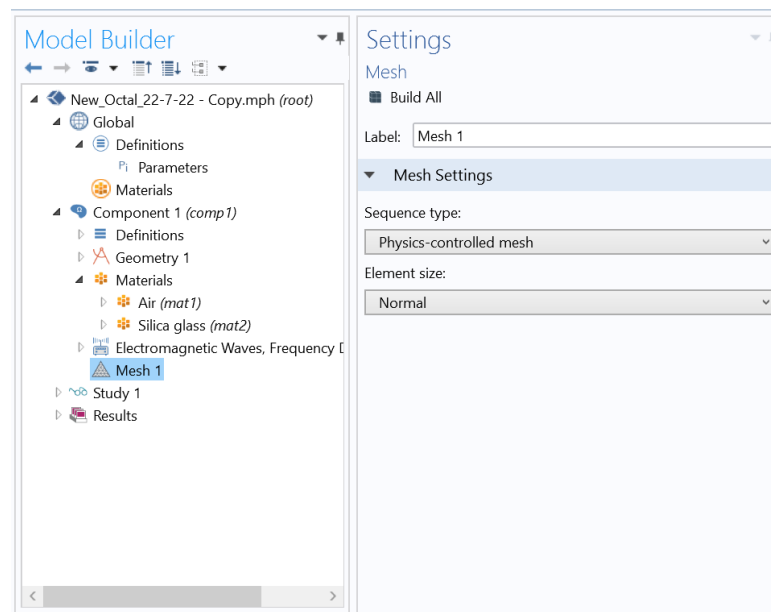 Model Builder
New_Octal_22-7-22 - Copy.mph (root)
Global
Definitions
Pi Parameters
Materials
Component 1 (comp1)
Definitions
Geometry 1
Materials
Air (mat1)
Silica glass (mat2)
Electromagnetic Waves, Frequency D
Mesh 1
Study 1
Results
Settings
Mesh
Build All
Label: Mesh 1
Mesh Settings
Sequence type:
Physics-controlled mesh
Element size:
Normal